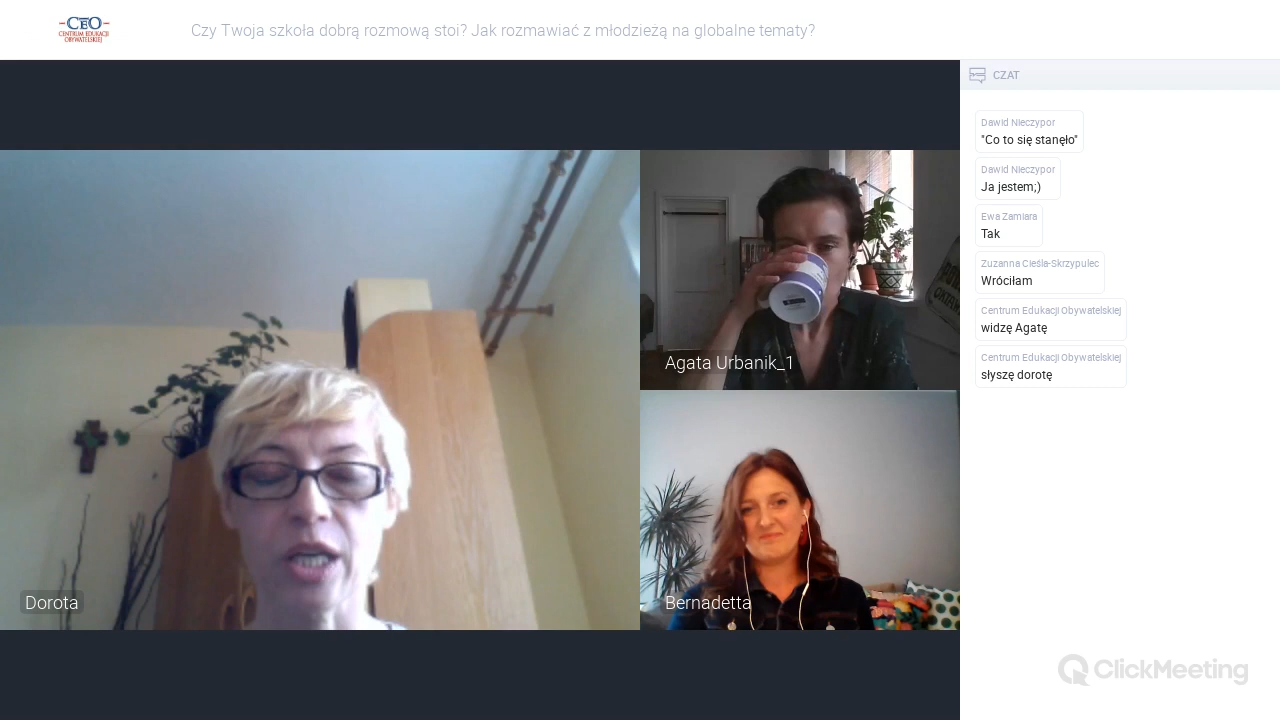 CEO
CENTRUM EDUKACJI
OBYWATELSKIEJ
Czy Twoja szkoła dobrą rozmową stoi? Jak rozmawiać z młodzieżą na globalne tematy?
CZAT
Dawid Nieczypor
"Co to się stanęło"
Dawid Nieczypor
Ja jestem;)
Ewa Zamiara
Tak
Zuzanna Cieśla-Skrzypulec
Wróciłam
Centrum Edukacji Obywatelskiej
widzę Agatę
Centrum Edukacji Obywatelskiej
słyszę dorotę
Agata Urbanik_1
Dorota
Bernadetta
ClickMeeting